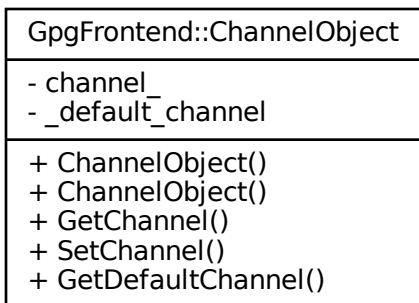 GpgFrontend::ChannelObject
- channel_
- _default_channel
+ ChannelObject()
+ ChannelObject()
+ GetChannel()
+ SetChannel()
+ GetDefaultChannel()